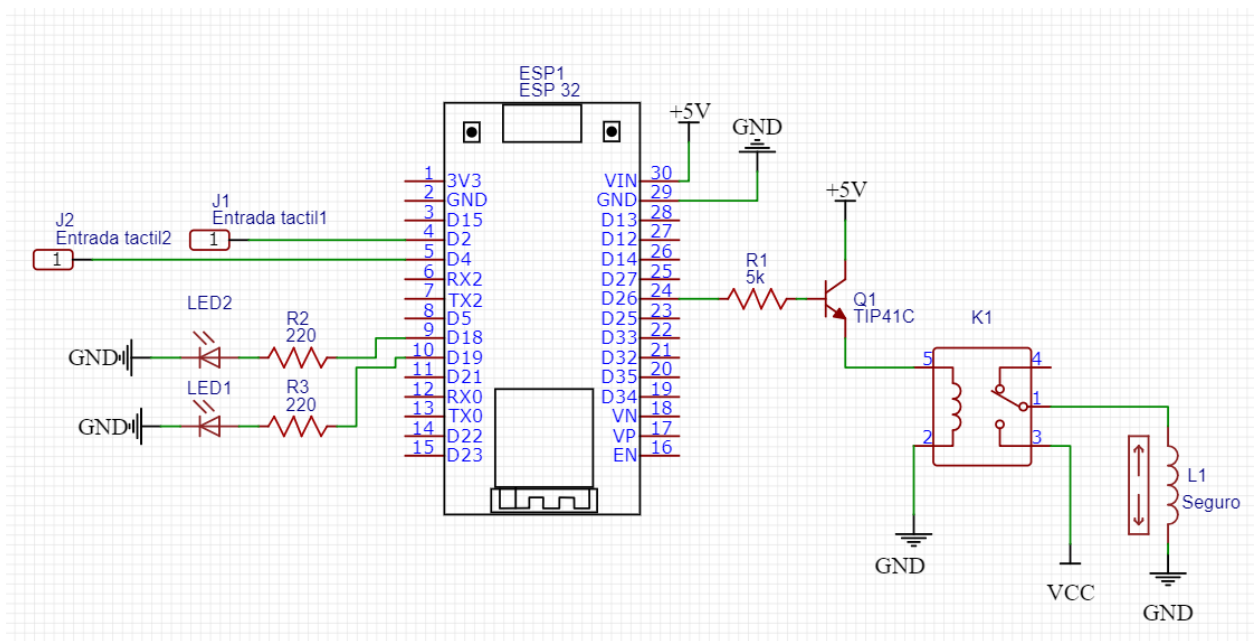 ESP1
ESP 32
+5V
GND
J1
Entrada tactil1
1
J2
Entrada tactil2
1
1 3V3
2 GND
3 D15
4 D2
5 D4
6 RX2
7 TX2
8 D5
9 D18
10 D19
11 D21
12 RX0
13 TX0
14 D22
15 D23
VIN 30
GND 29
D13 28
D12 27
D14 26
D27 25
D26 24
D25 23
D33 22
D32 21
D35 20
D34 19
VN 18
VP 17
EN 16
LED2
R2
220
GND
LED1
R3
220
GND
+5V
R1
5k
Q1
TIP41C
K1
5
4
1
2
3
L1
Seguro
GND
VCC
GND